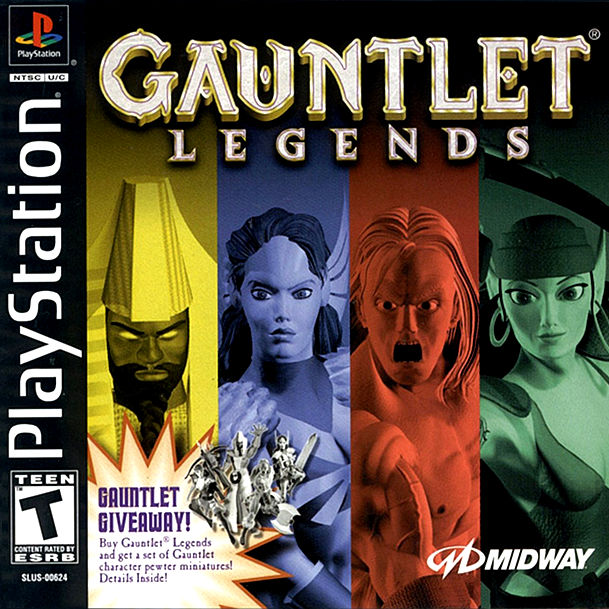 PlayStation
NTSC U/C
PlayStation
TEEN
T
CONTENT RATED BY
ESRB
SLUS-00624
GAUNTLET®
LEGENDS
GAUNTLET
GIVEAWAY!
Buy Gauntlet® Legends
and get a set of Gauntlet
character pewter miniatures!
Details Inside!
MIDWAY